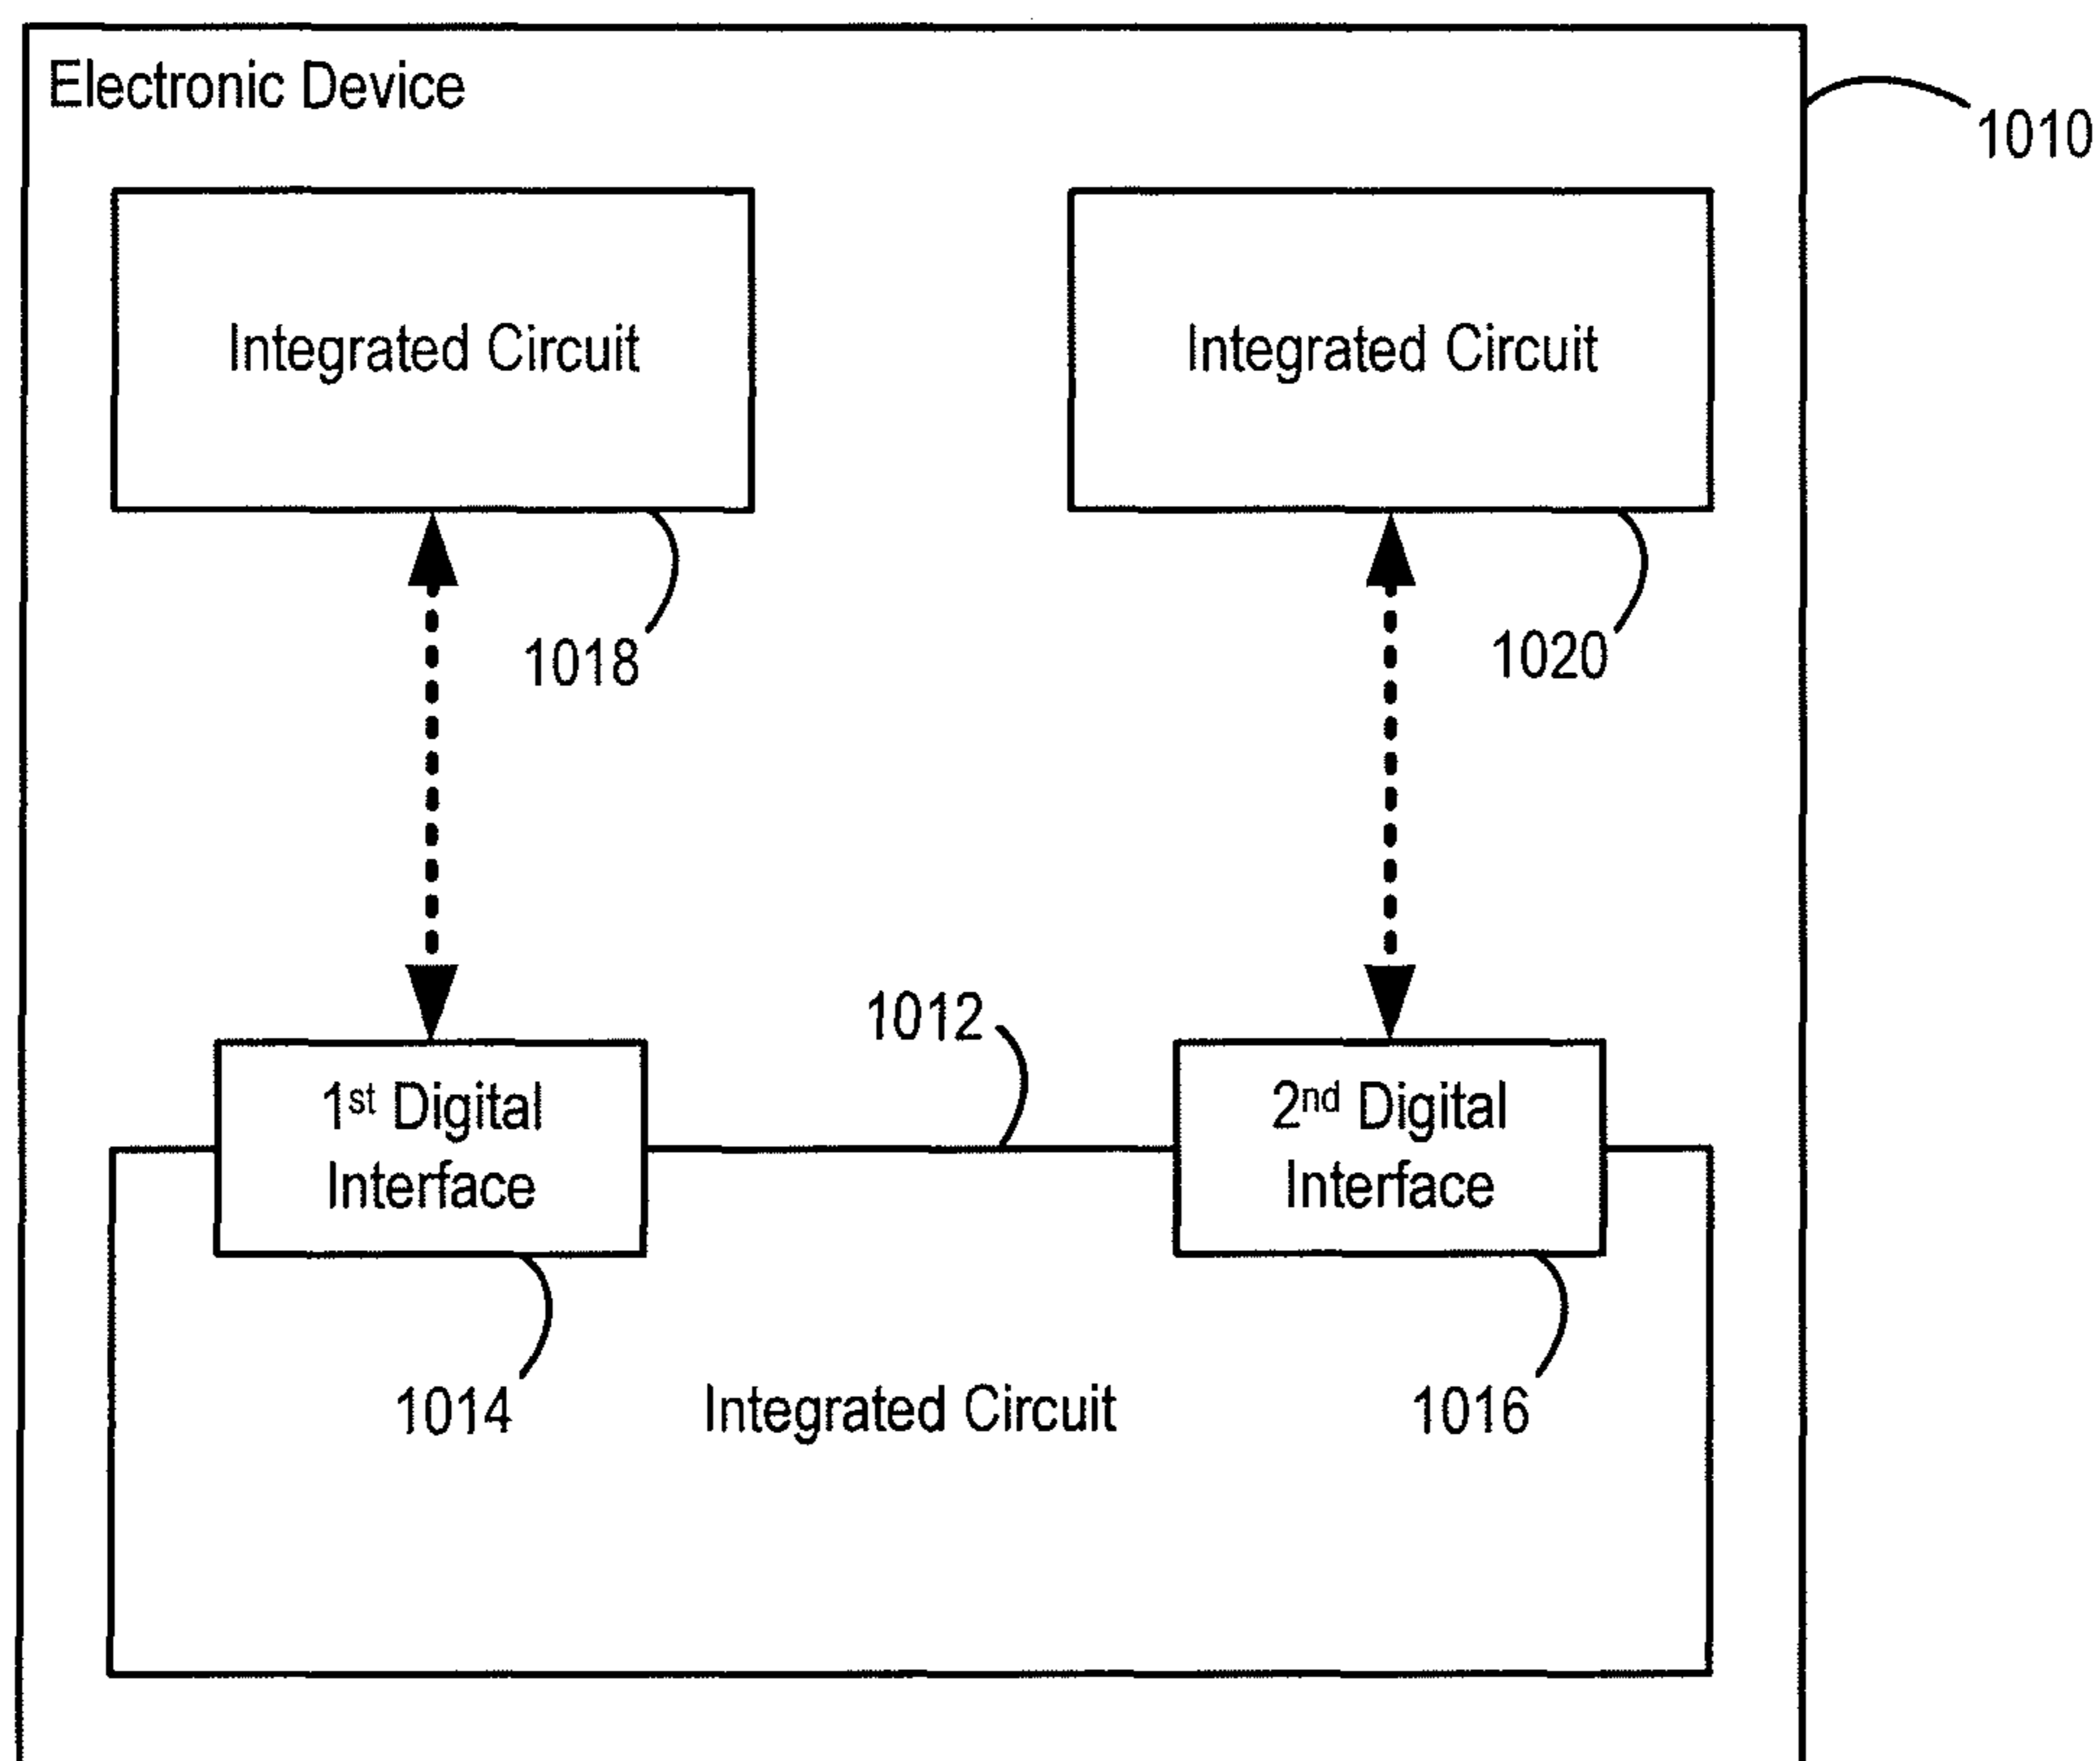 Electronic Device
1010
Integrated Circuit
Integrated Circuit
1018
1020
1012
1st Digital
Interface
2nd Digital
Interface
1014
Integrated Circuit
1016